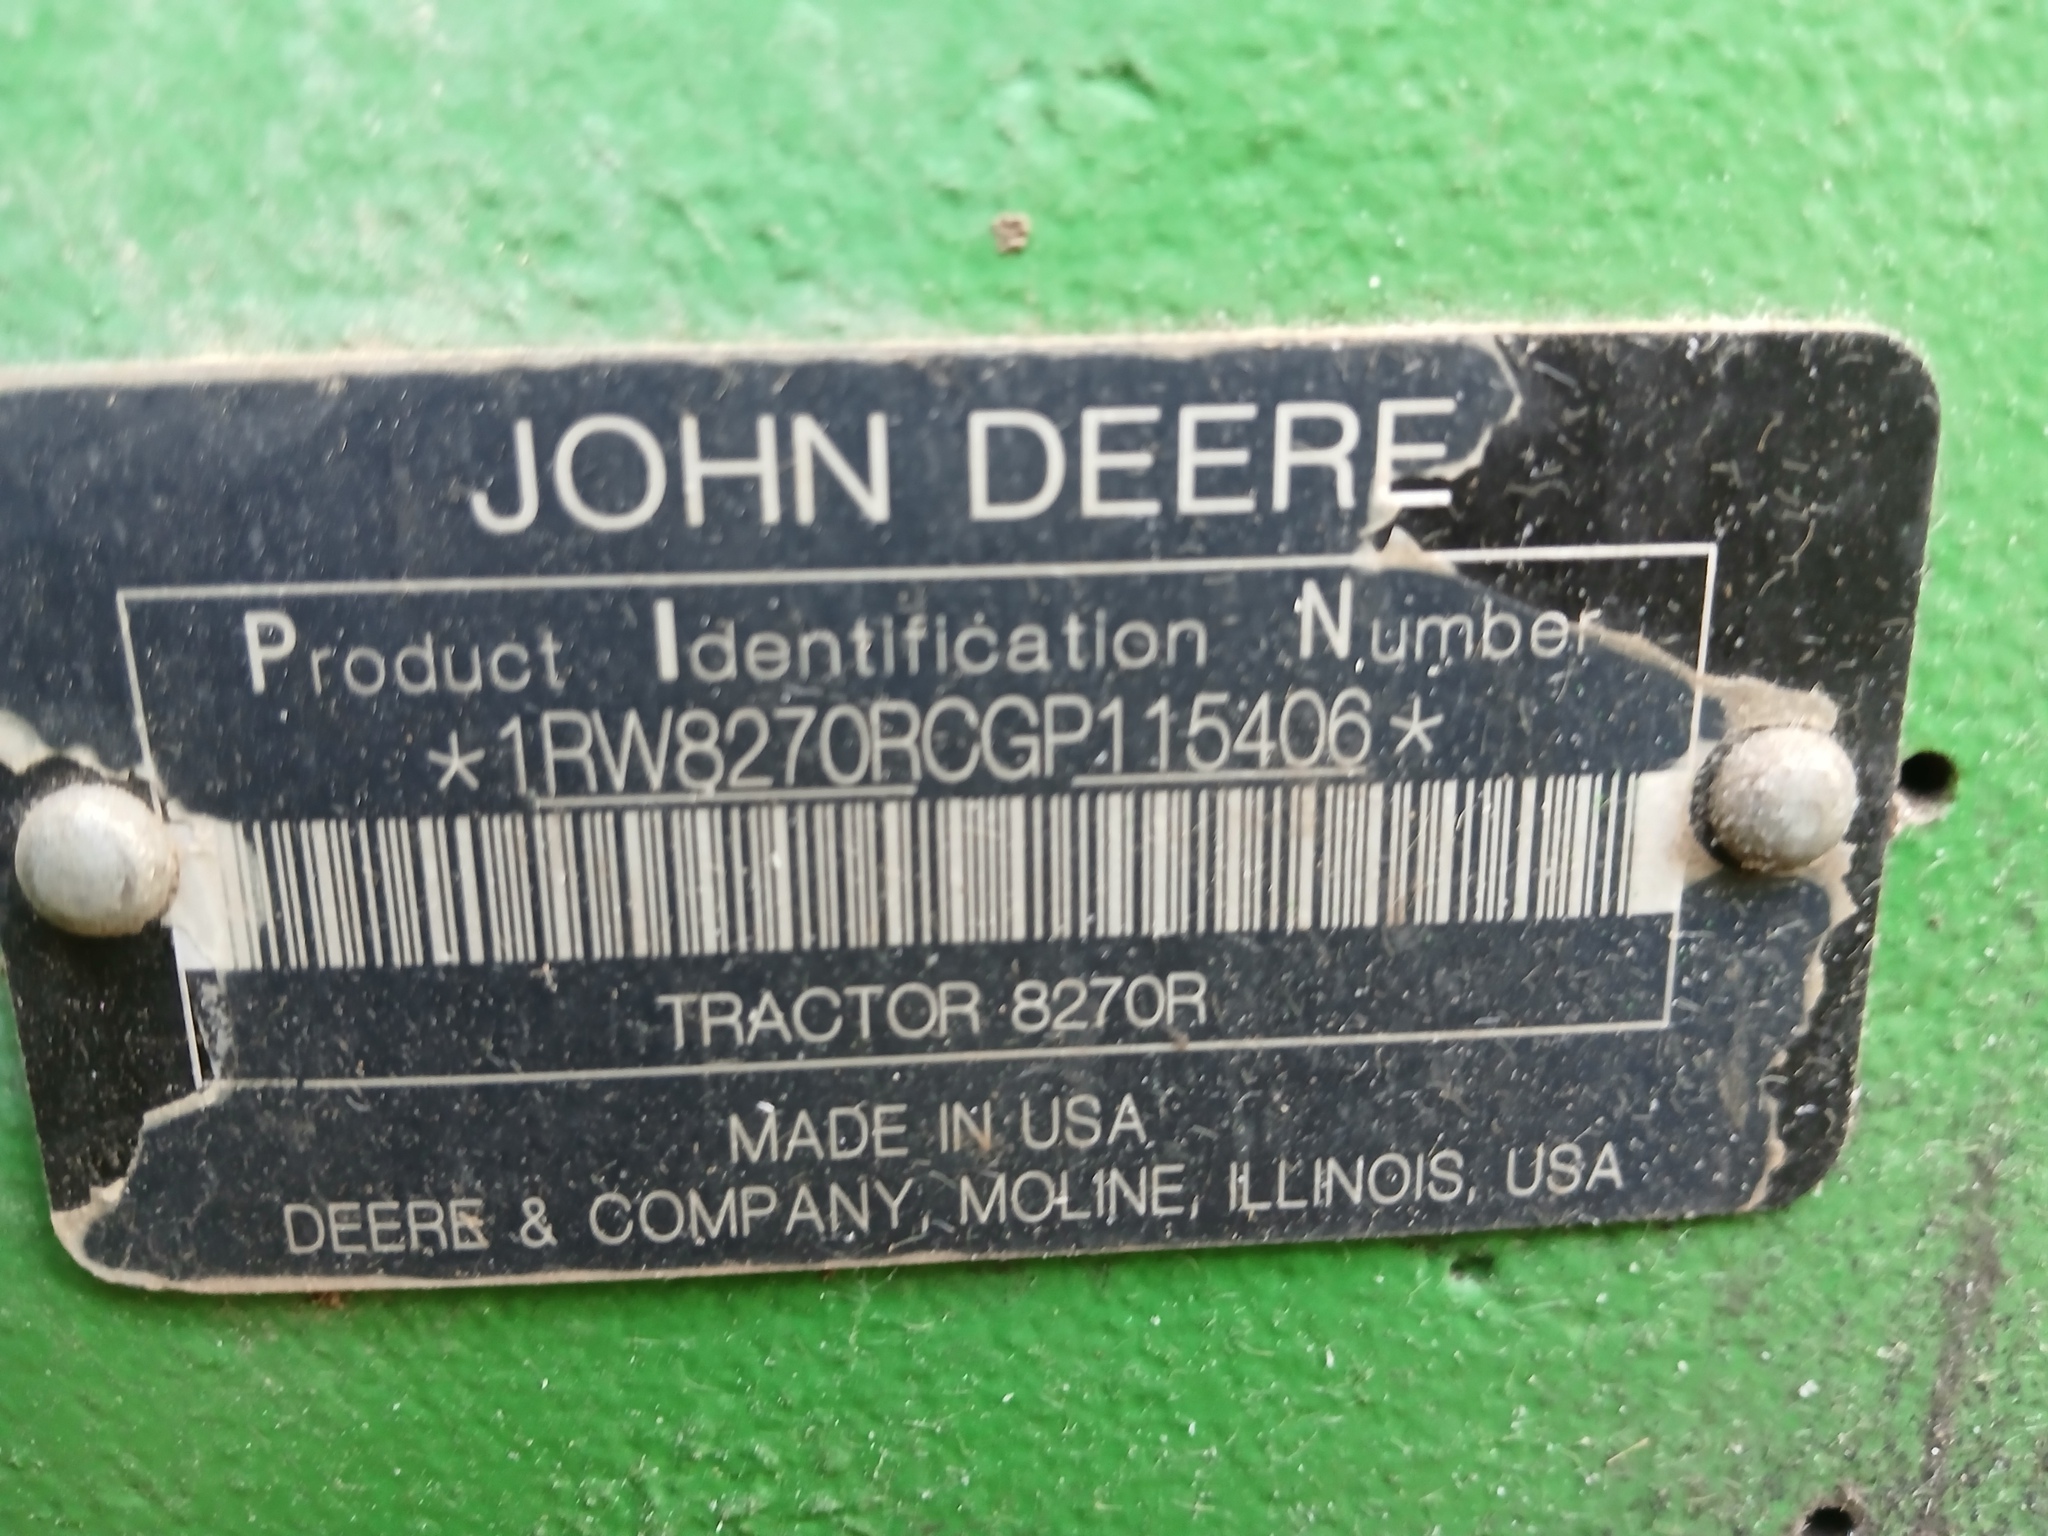 JOHN DEERE
Product Identification Number
*1RW8270RCGP115406*
TRACTOR 8270R
MADE IN USA
DEERE & COMPANY, MOLINE, ILLINOIS, USA